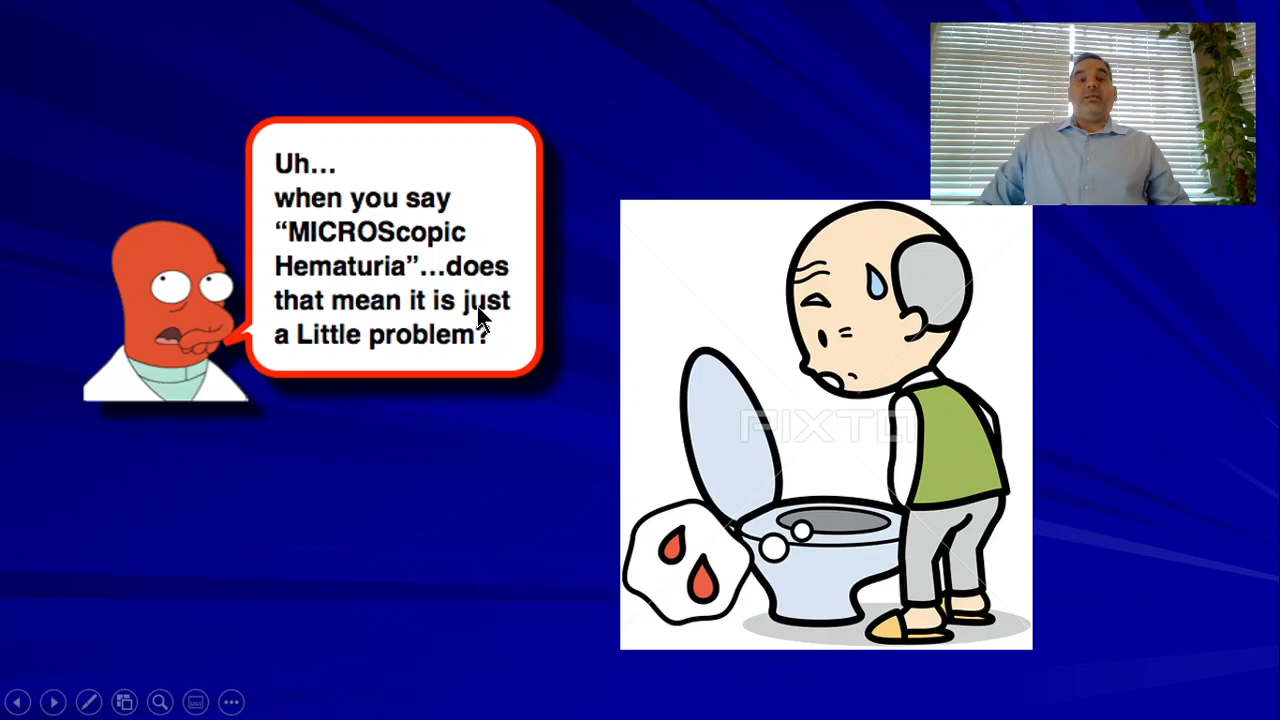 Uh…
when you say
“MICROScopic
Hematuria”…does
that mean it is just
a Little problem?
PIXTA